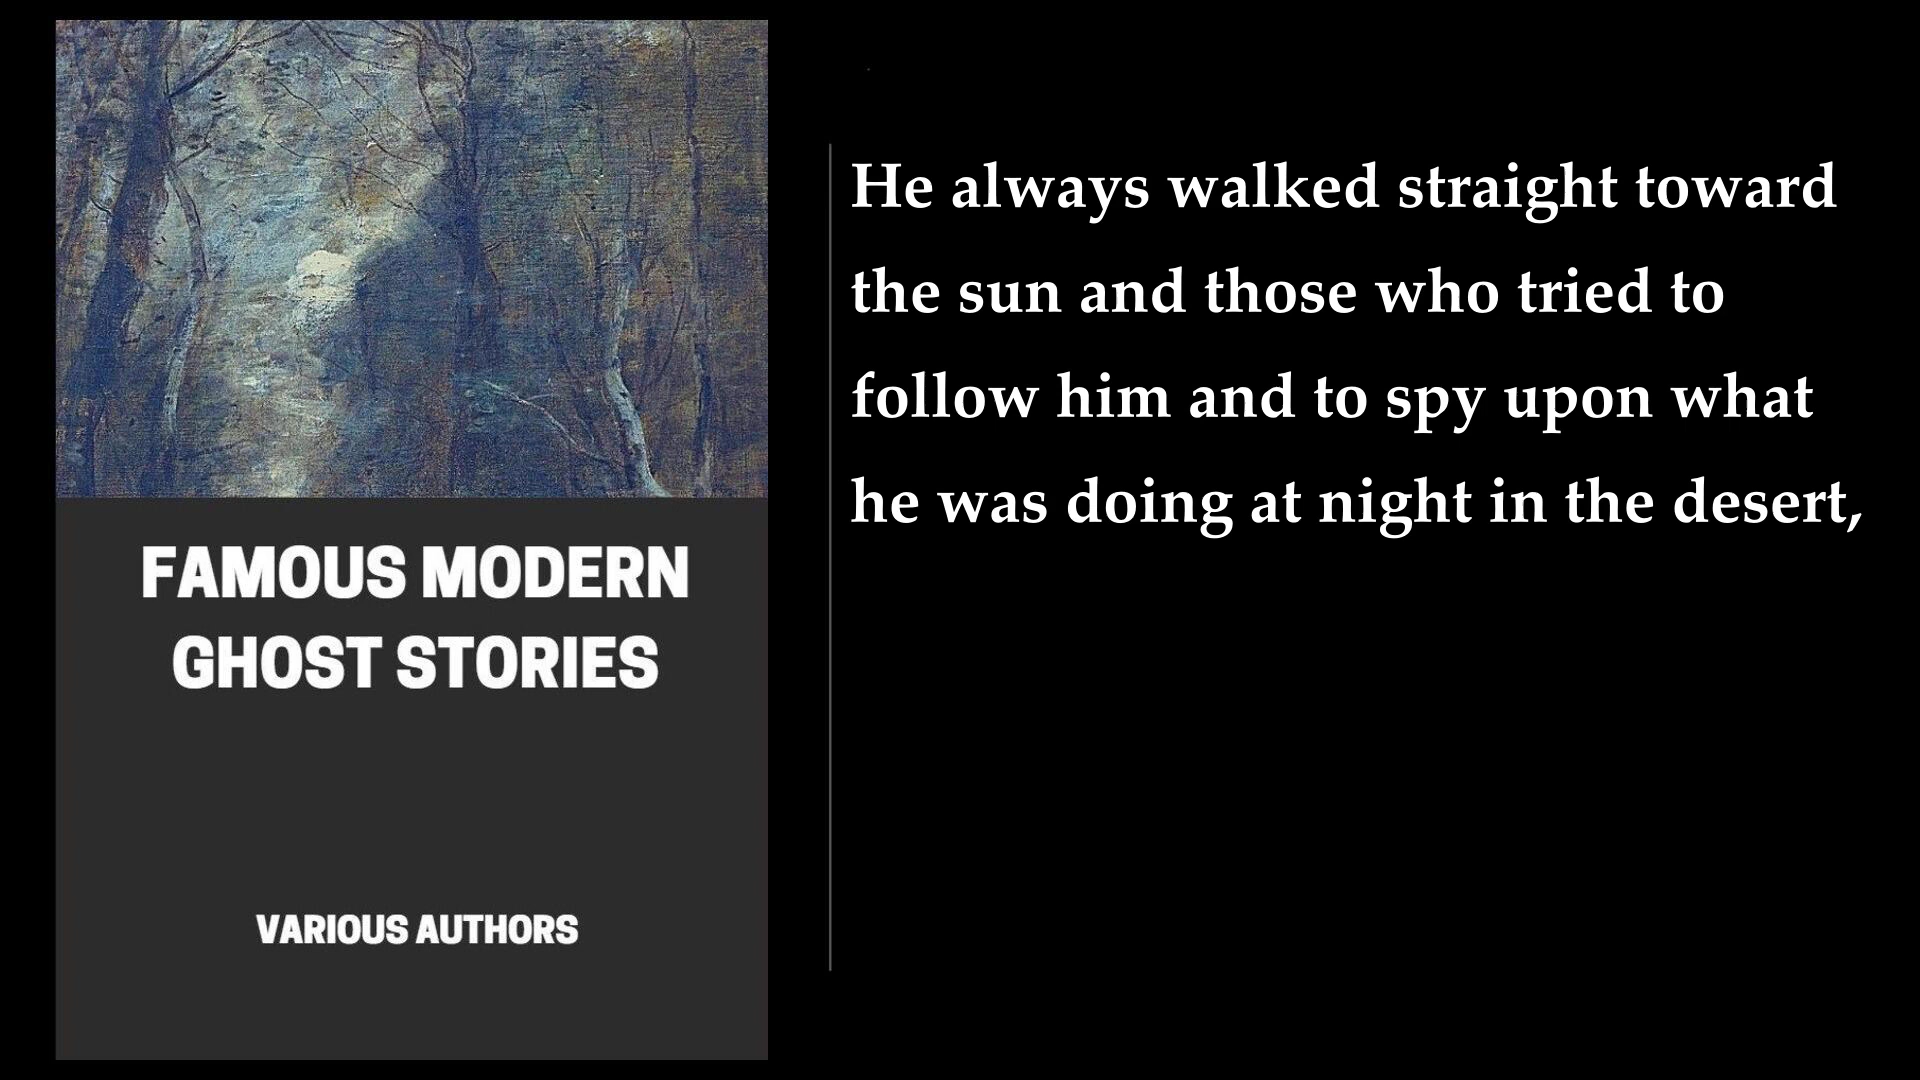 FAMOUS MODERN
GHOST STORIES
VARIOUS AUTHORS
He always walked straight toward
the sun and those who tried to
follow him and to spy upon what
he was doing at night in the desert,